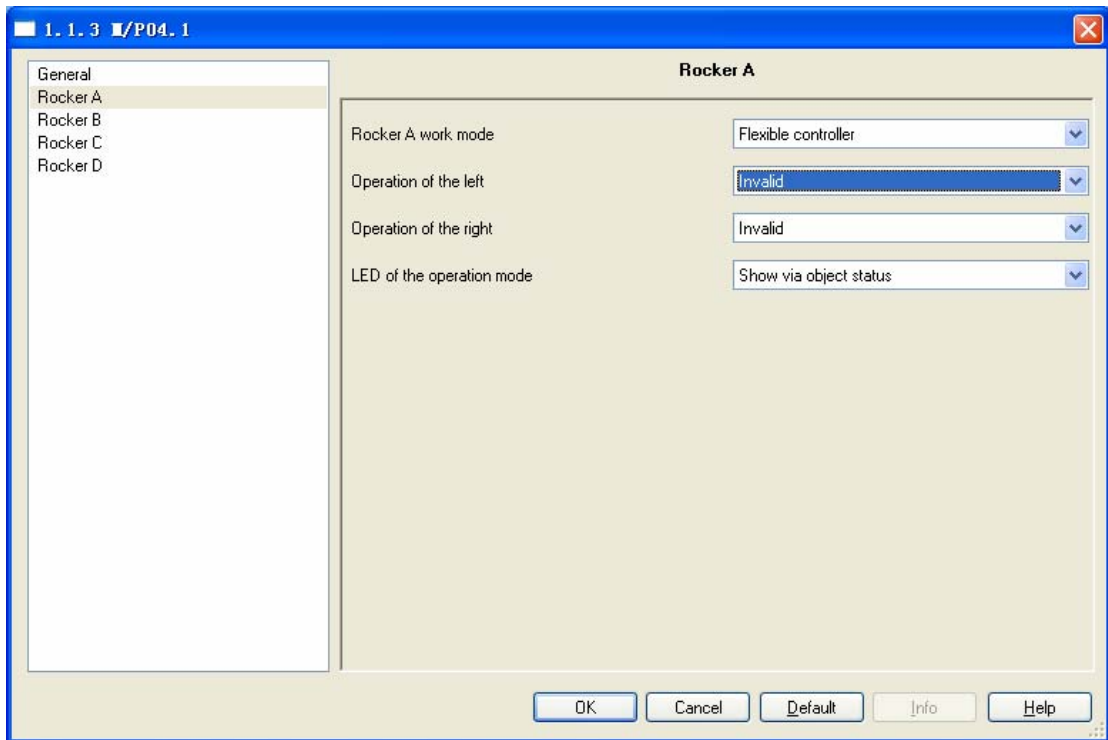 1.1.3 M/P04.1
General
Rocker A
Rocker B
Rocker C
Rocker D
Rocker A
Rocker A work mode Flexible controller
Operation of the left Invalid
Operation of the right Invalid
LED of the operation mode Show via object status
OK Cancel Default Info Help